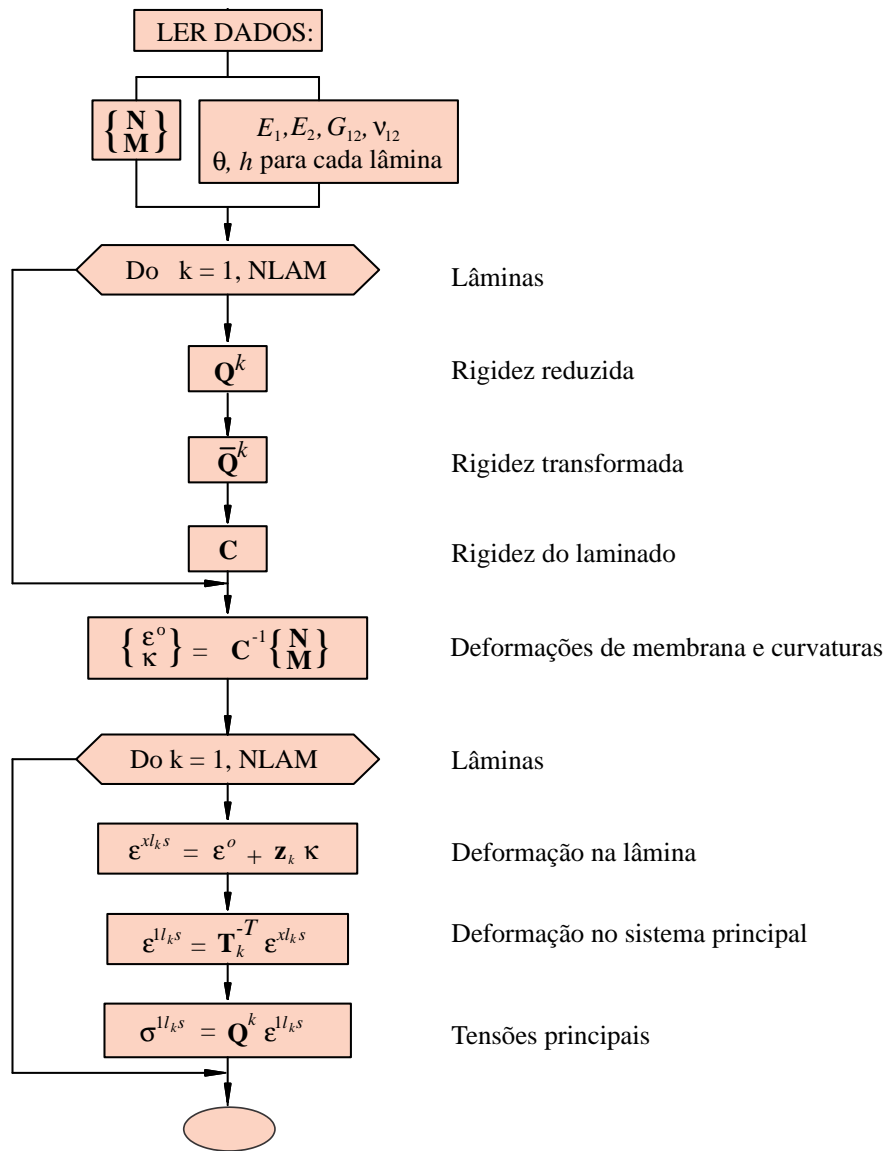 LER DADOS:
{N M}
E₁, E₂, G₁₂, ν₁₂
θ, h para cada lâmina
Do k = 1, NLAM
Lâminas
Qᵏ
Rigidez reduzida
Q̅ᵏ
Rigidez transformada
C
Rigidez do laminado
{εᵒ κ} = C⁻¹ {N M}
Deformações de membrana e curvaturas
Do k = 1, NLAM
Lâminas
ε^{xl_k s} = ε^o + z_k κ
Deformação na lâmina
ε^{1l_k s} = T_k^{-T} ε^{xl_k s}
Deformação no sistema principal
σ^{1l_k s} = Q^k ε^{1l_k s}
Tensões principais